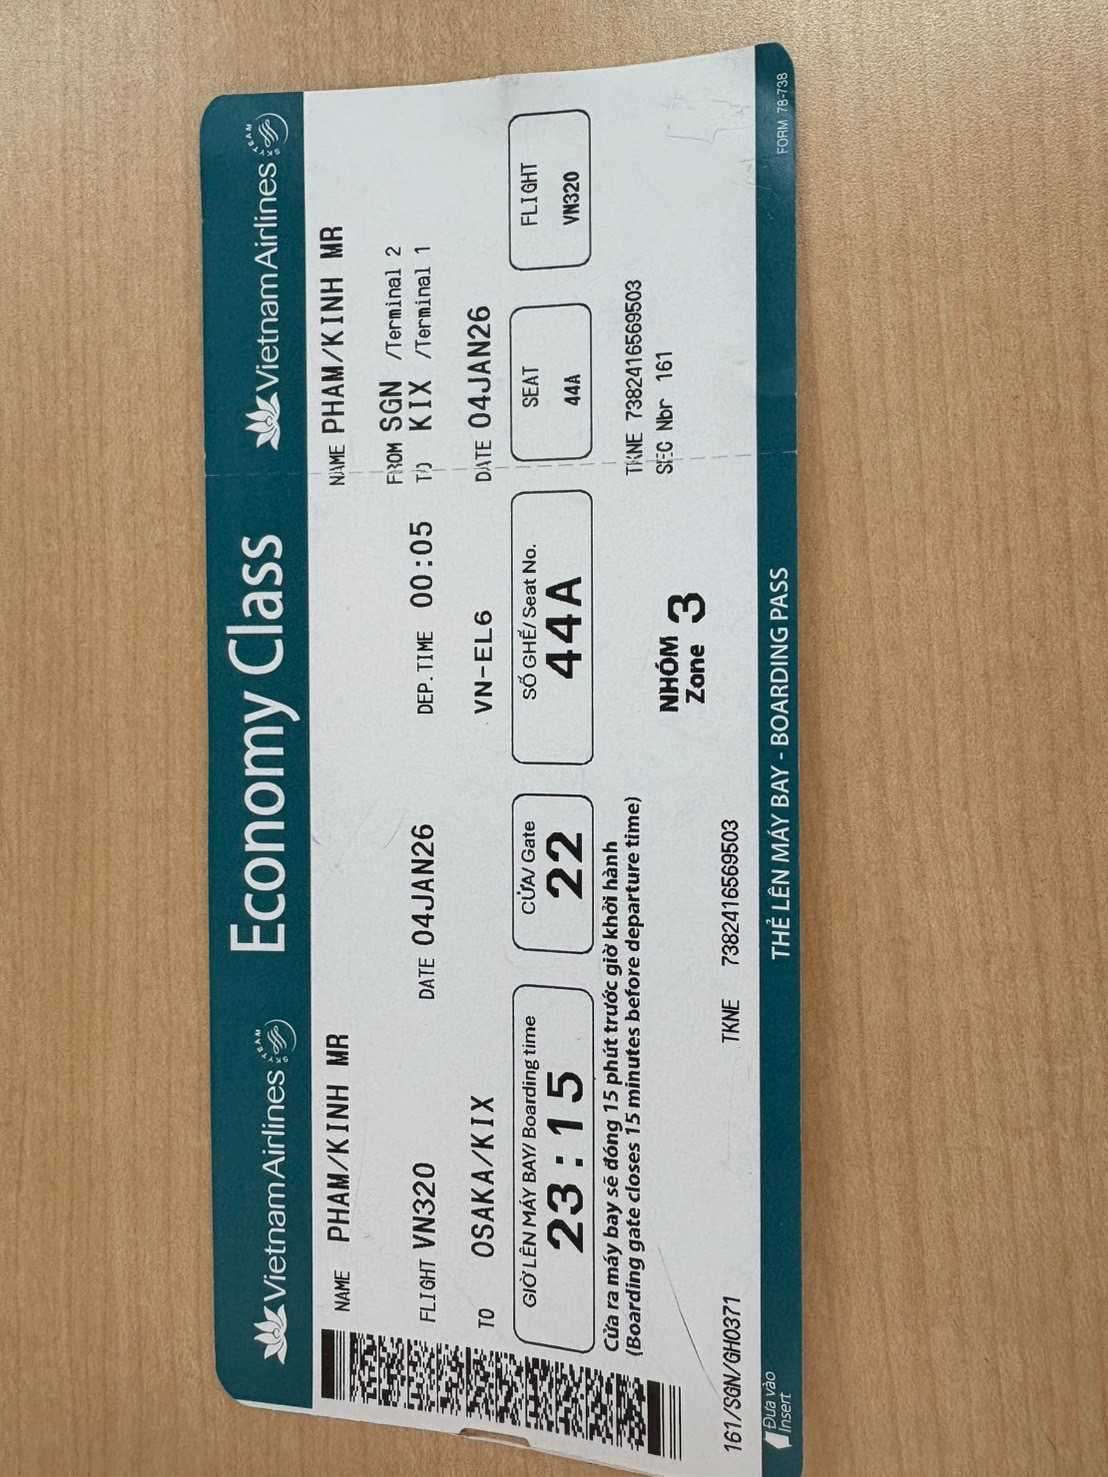 VietnamAirlines SKYTEAM Economy Class VietnamAirlines SKYTEAM
NAME PHAM/KINH MR
FLIGHT VN320 DATE 04JAN26 DEP.TIME 00:05
TO OSAKA/KIX VN-EL6
GIỜ LÊN MÁY BAY/ Boarding time
23:15
CỬA/ Gate
22
SỐ GHẾ/ Seat No.
44A
Cửa ra máy bay sẽ đóng 15 phút trước giờ khởi hành
(Boarding gate closes 15 minutes before departure time)
NHÓM
Zone 3
TKNE 7382416569503
161/SGN/GH0371
NAME PHAM/KINH MR
FROM SGN /Terminal 2
TO KIX /Terminal 1
DATE 04JAN26
SEAT
44A
FLIGHT
VN320
TKNE 7382416569503
SEC Nbr 161
Đưa vào
Insert
THẺ LÊN MÁY BAY - BOARDING PASS
FORM 78-738